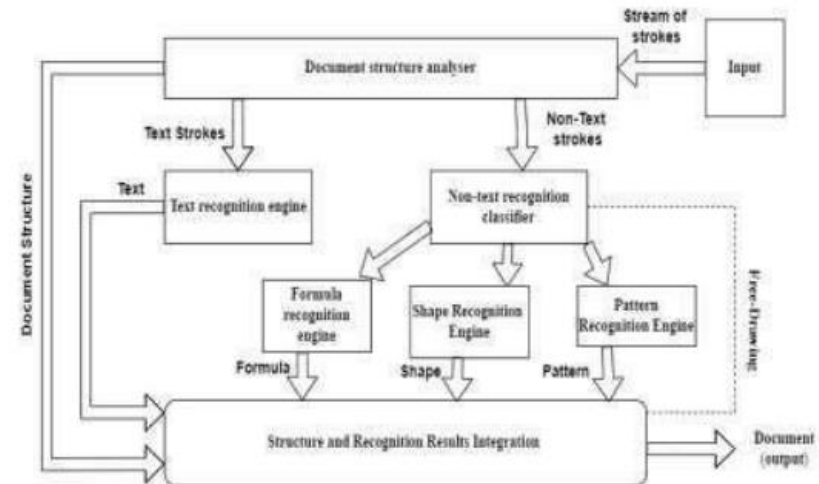 Stream of
strokes
Document structure analyser
Input
Text Strokes
Non-Text
strokes
Text
Text recognition engine
Non-text recognition
classifier
Document Structure
Formula
recognition
engine
Shape Recognition
Engine
Pattern
Recognition Engine
Free-Drawing
Formula
Shape
Pattern
Structure and Recognition Results Integration
Document
(output)